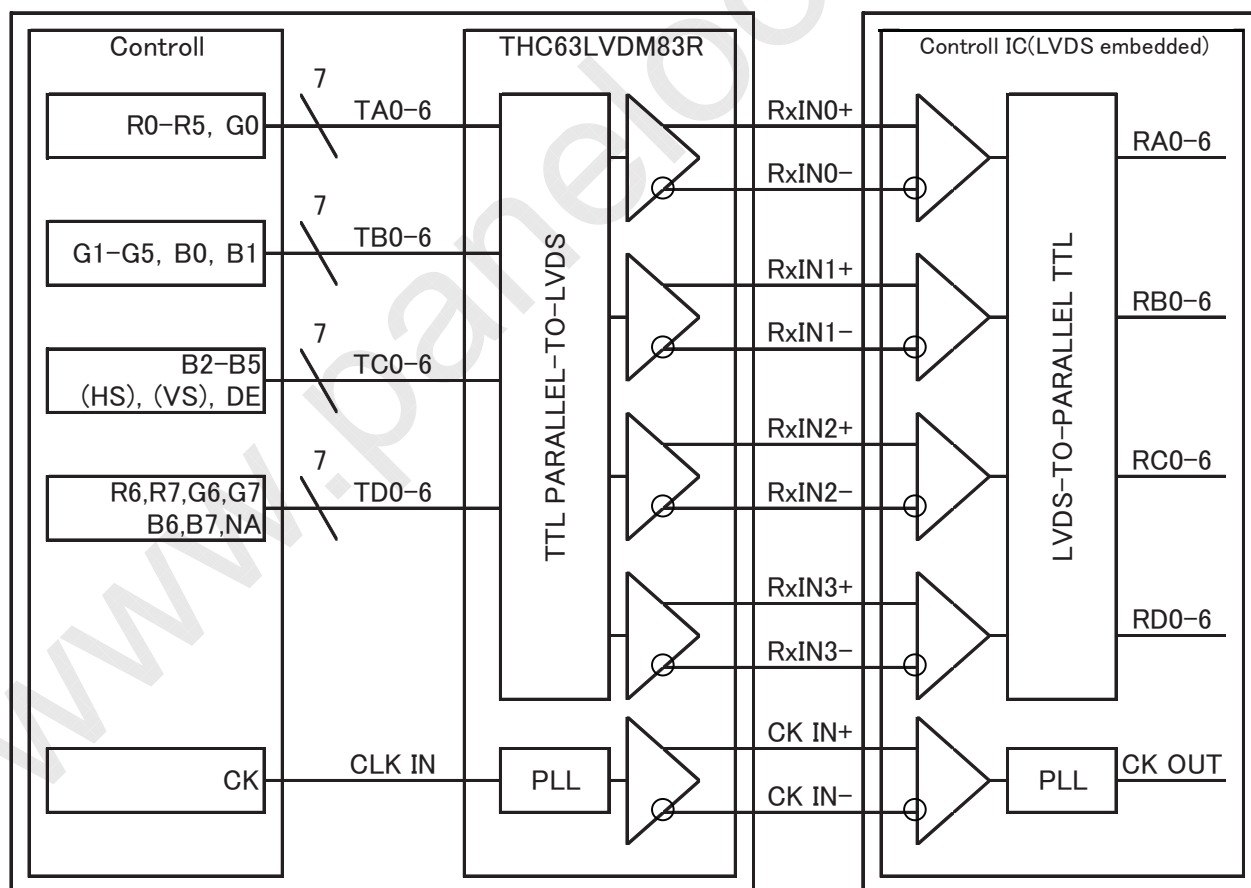 Controll
THC63LVDM83R
Controll IC(LVDS embedded)
R0-R5, G0
7
TA0-6
RxIN0+
RxIN0-
RA0-6
G1-G5, B0, B1
7
TB0-6
RxIN1+
RxIN1-
RB0-6
B2-B5
(HS), (VS), DE
7
TC0-6
RxIN2+
RxIN2-
RC0-6
R6,R7,G6,G7
B6,B7,NA
7
TD0-6
RxIN3+
RxIN3-
RD0-6
TTL PARALLEL-TO-LVDS
LVDS-TO-PARALLEL TTL
CK
CLK IN
PLL
CK IN+
CK IN-
PLL
CK OUT